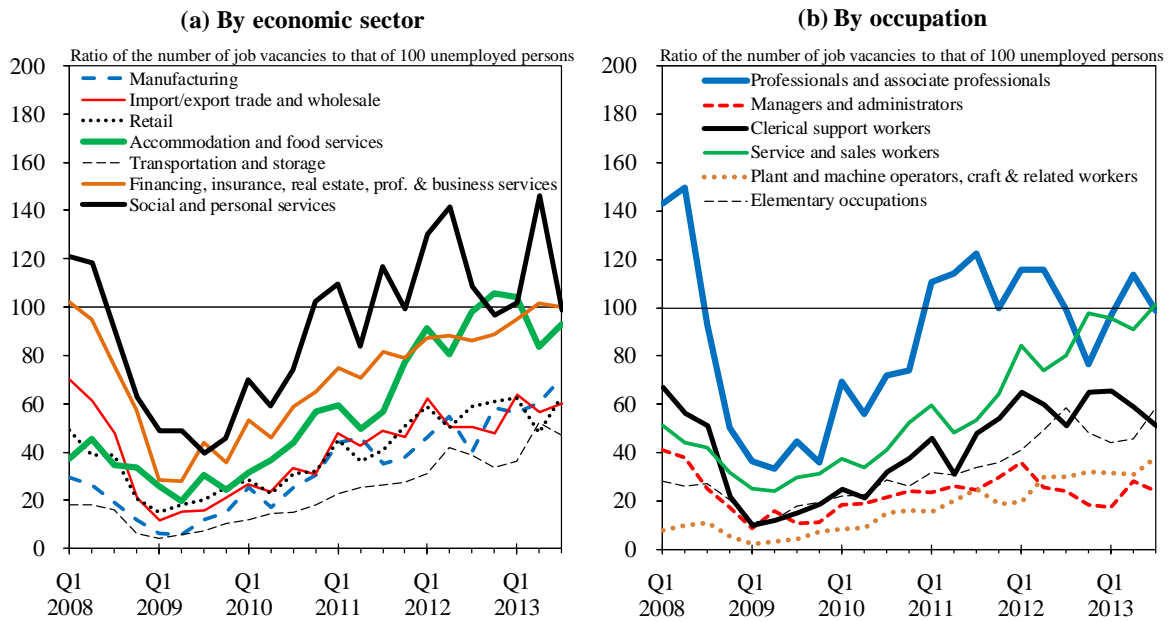 (a) By economic sector
Ratio of the number of job vacancies to that of 100 unemployed persons
200
180
160
140
120
100
80
60
40
20
0
Manufacturing
Import/export trade and wholesale
Retail
Accommodation and food services
Transportation and storage
Financing, insurance, real estate, prof. & business services
Social and personal services
Q1 Q1 Q1 Q1 Q1 Q1
2008 2009 2010 2011 2012 2013
(b) By occupation
Ratio of the number of job vacancies to that of 100 unemployed persons
200
180
160
140
120
100
80
60
40
20
0
Professionals and associate professionals
Managers and administrators
Clerical support workers
Service and sales workers
Plant and machine operators, craft & related workers
Elementary occupations
Q1 Q1 Q1 Q1 Q1 Q1
2008 2009 2010 2011 2012 2013